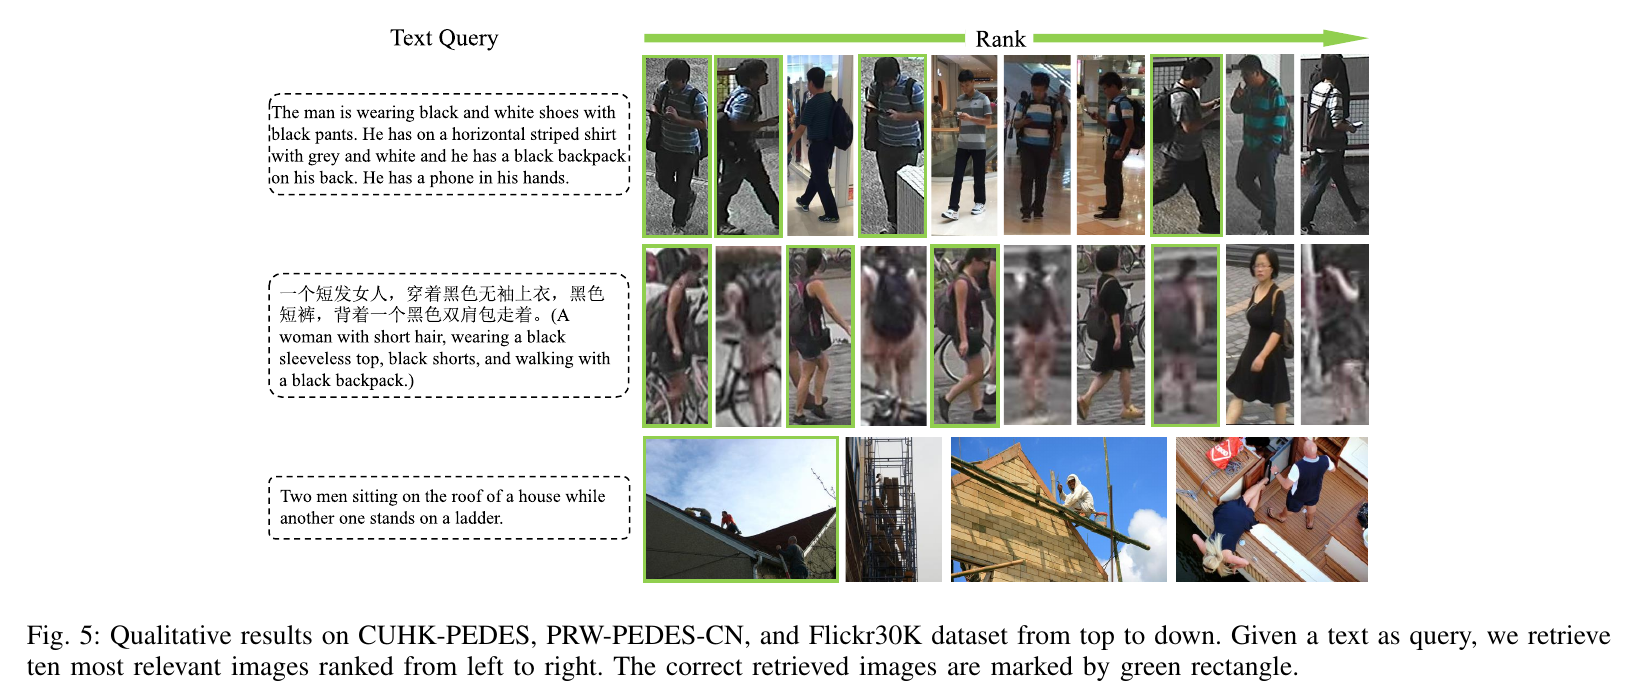 Text Query
Rank
The man is wearing black and white shoes with
black pants. He has on a horizontal striped shirt
with grey and white and he has a black backpack
on his back. He has a phone in his hands.
一个短发女人，穿着黑色无袖上衣，黑色
短裤，背着一个黑色双肩包走着。(A
woman with short hair, wearing a black
sleeveless top, black shorts, and walking with
a black backpack.)
Two men sitting on the roof of a house while
another one stands on a ladder.
Fig. 5: Qualitative results on CUHK-PEDES, PRW-PEDES-CN, and Flickr30K dataset from top to down. Given a text as query, we retrieve
ten most relevant images ranked from left to right. The correct retrieved images are marked by green rectangle.